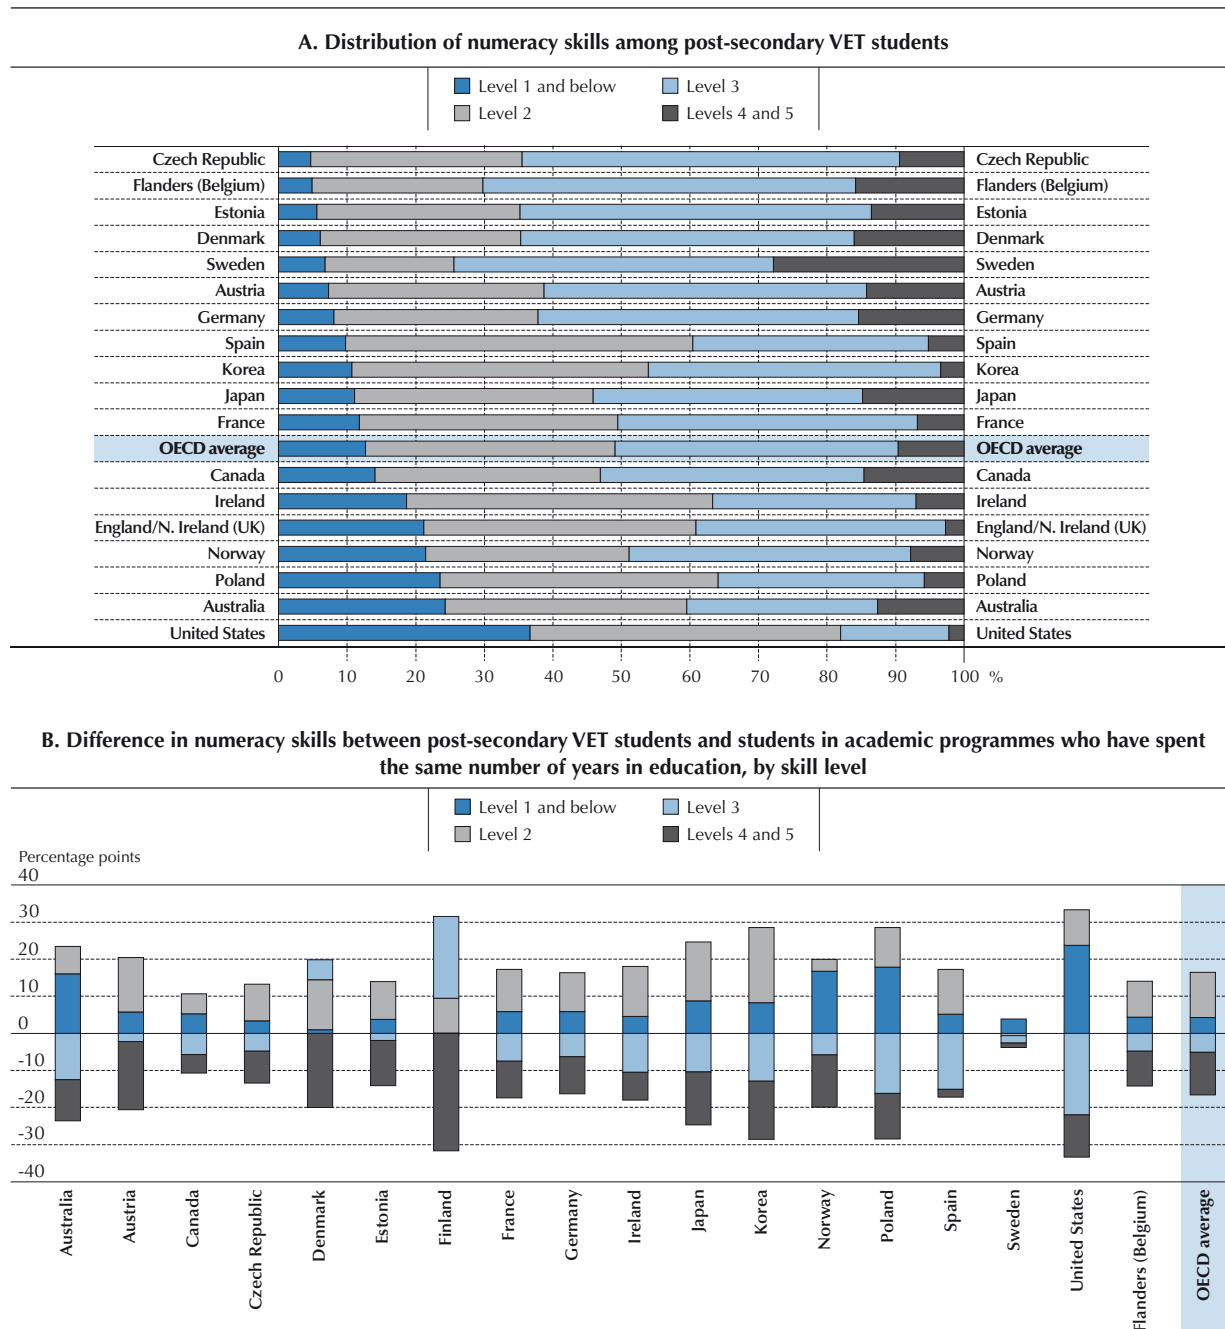 A. Distribution of numeracy skills among post-secondary VET students
Level 1 and below Level 3
Level 2 Levels 4 and 5
Czech Republic Czech Republic
Flanders (Belgium) Flanders (Belgium)
Estonia Estonia
Denmark Denmark
Sweden Sweden
Austria Austria
Germany Germany
Spain Spain
Korea Korea
Japan Japan
France France
OECD average OECD average
Canada Canada
Ireland Ireland
England/N. Ireland (UK) England/N. Ireland (UK)
Norway Norway
Poland Poland
Australia Australia
United States United States
0 10 20 30 40 50 60 70 80 90 100 %
B. Difference in numeracy skills between post-secondary VET students and students in academic programmes who have spent
the same number of years in education, by skill level
Level 1 and below Level 3
Level 2 Levels 4 and 5
Percentage points
40
30
20
10
0
-10
-20
-30
-40
Australia
Austria
Canada
Czech Republic
Denmark
Estonia
Finland
France
Germany
Ireland
Japan
Korea
Norway
Poland
Spain
Sweden
United States
Flanders (Belgium)
OECD average